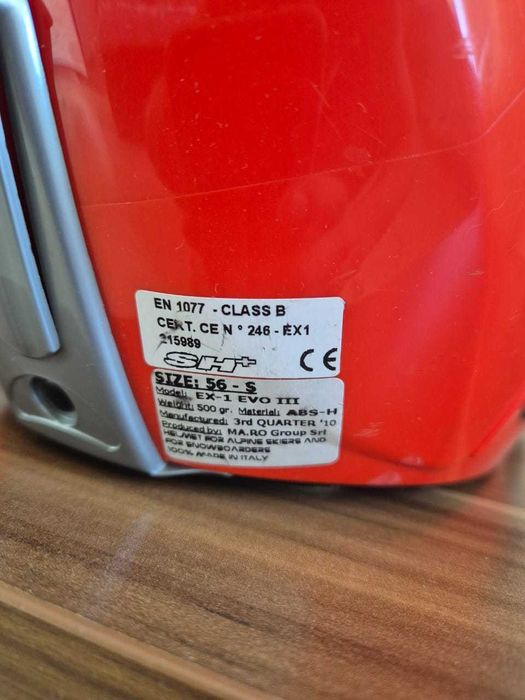 EN 1077 - CLASS B
CERT. CE N ° 246 - EX1
215989
SH+ CE
SIZE: 56 - S
Model: EX-1 EVO III
Weight: 500 gr. Material: ABS-H
Manufactured: 3rd QUARTER '10
Produced by: MA.RO Group Srl
HELMET FOR ALPINE SKIERS AND
FOR SNOWBOARDERS
100% MADE IN ITALY